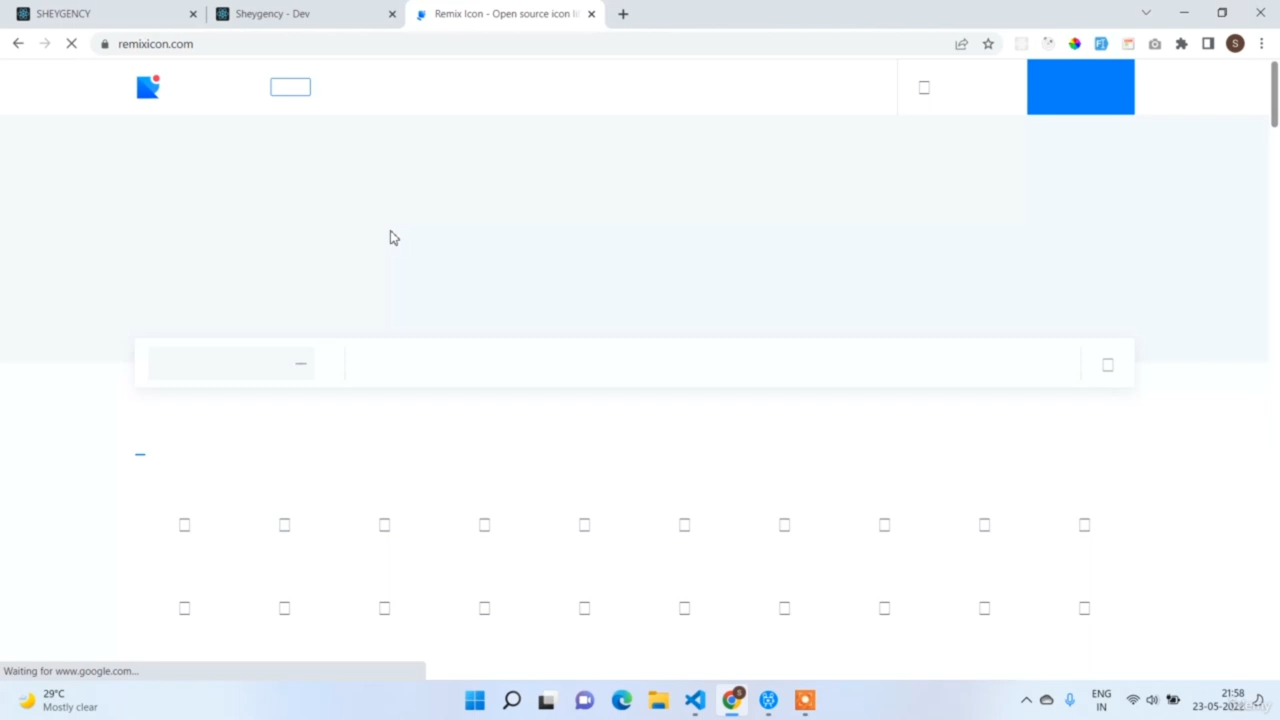 SHEYGENCY
Sheygency - Dev
Remix Icon - Open source icon li
remixicon.com
S
Waiting for www.google.com...
29°C
Mostly clear
ENG
IN
21:58
23-05-2022